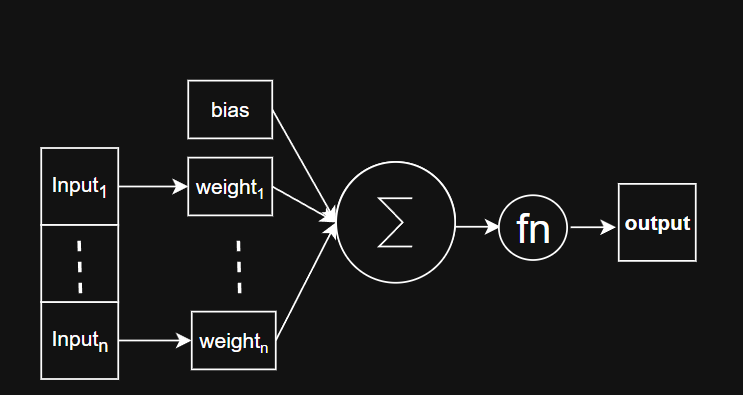 bias
Input₁
weight₁
∑
fn
output
Inputₙ
weightₙ